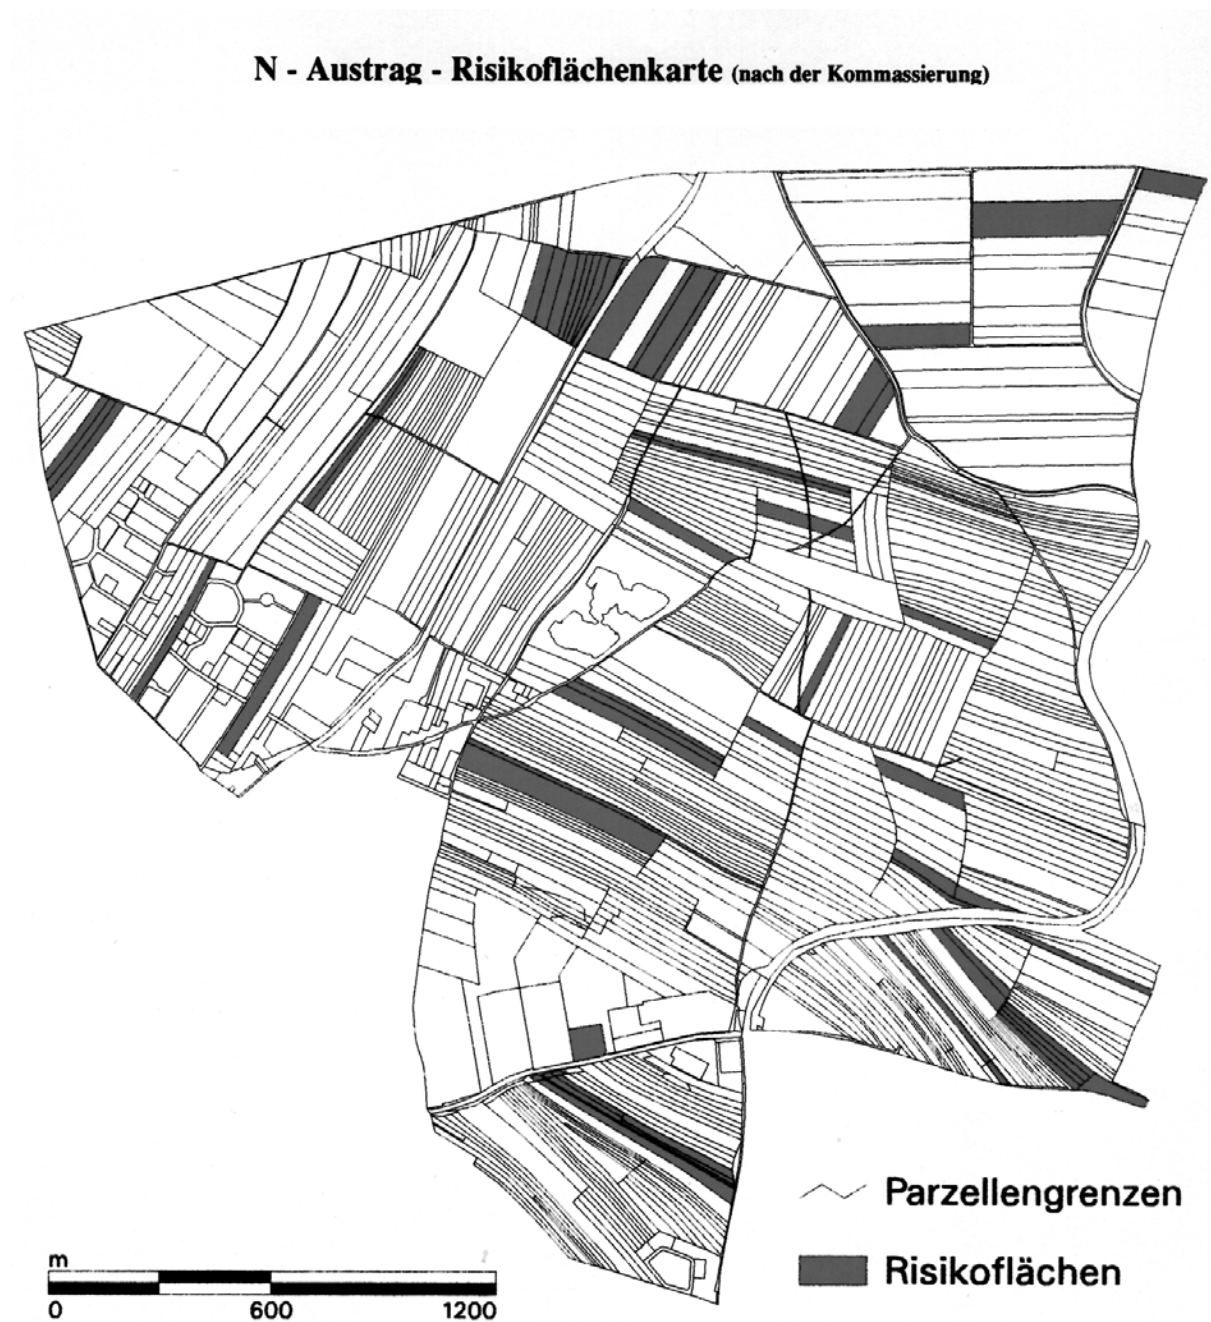 N - Austrag - Risikoflächenkarte (nach der Kommassierung)
Parzellengrenzen
Risikoflächen
m
0 600 1200